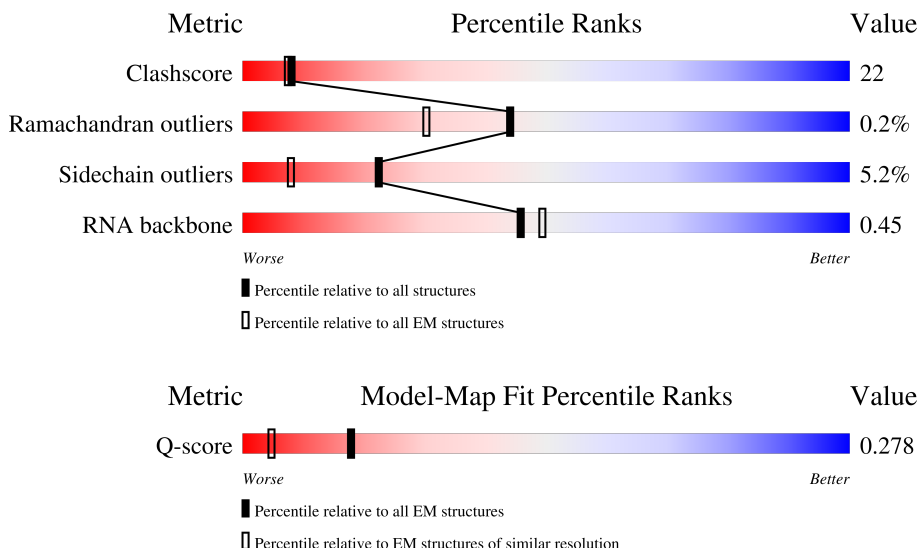 Metric Percentile Ranks Value
Clashscore 22
Ramachandran outliers 0.2%
Sidechain outliers 5.2%
RNA backbone 0.45
Worse Better
Percentile relative to all structures
Percentile relative to all EM structures
Metric Model-Map Fit Percentile Ranks Value
Q-score 0.278
Worse Better
Percentile relative to all EM structures
Percentile relative to EM structures of similar resolution